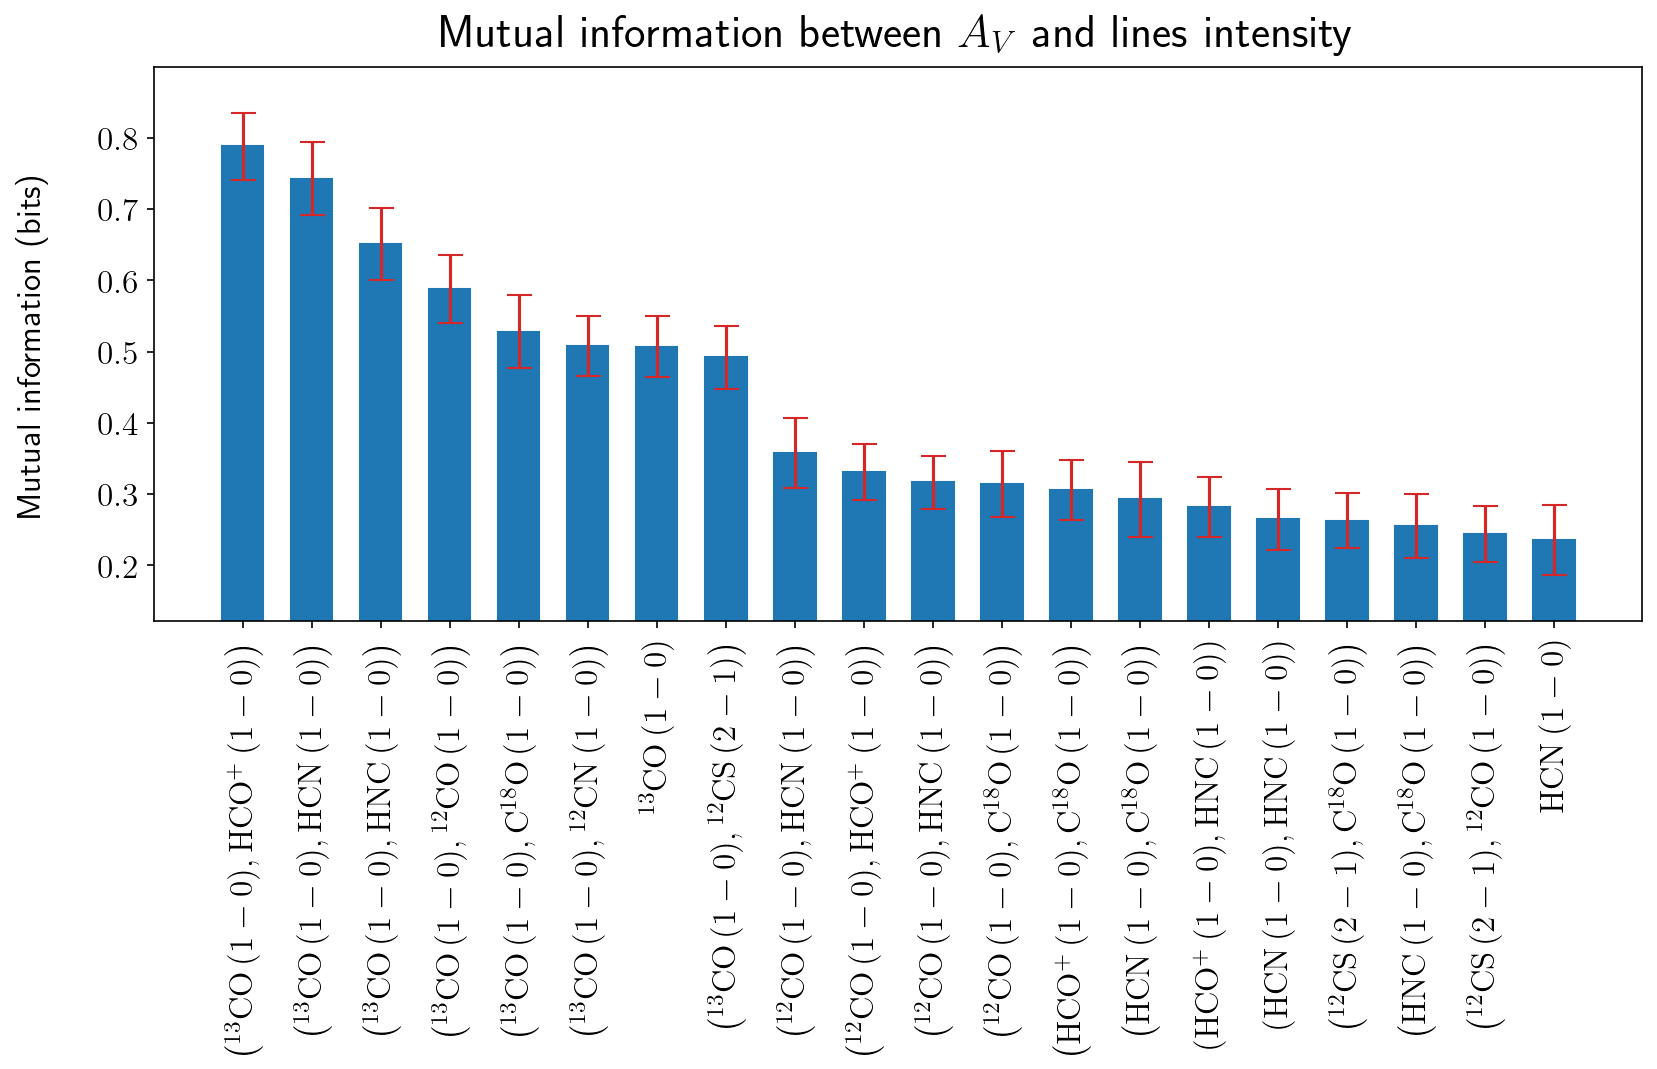 Mutual information between A_V and lines intensity
Mutual information (bits)
0.8
0.7
0.6
0.5
0.4
0.3
0.2
(¹³CO (1 − 0), HCO⁺ (1 − 0))
(¹³CO (1 − 0), HCN (1 − 0))
(¹³CO (1 − 0), HNC (1 − 0))
(¹³CO (1 − 0), ¹²CO (1 − 0))
(¹³CO (1 − 0), C¹⁸O (1 − 0))
(¹³CO (1 − 0), ¹²CN (1 − 0))
¹³CO (1 − 0)
(¹³CO (1 − 0), ¹²CS (2 − 1))
(¹²CO (1 − 0), HCN (1 − 0))
(¹²CO (1 − 0), HCO⁺ (1 − 0))
(¹²CO (1 − 0), HNC (1 − 0))
(¹²CO (1 − 0), C¹⁸O (1 − 0))
(HCO⁺ (1 − 0), C¹⁸O (1 − 0))
(HCN (1 − 0), C¹⁸O (1 − 0))
(HCO⁺ (1 − 0), HNC (1 − 0))
(HCN (1 − 0), HNC (1 − 0))
(¹²CS (2 − 1), C¹⁸O (1 − 0))
(HNC (1 − 0), C¹⁸O (1 − 0))
(¹²CS (2 − 1), ¹²CO (1 − 0))
HCN (1 − 0)